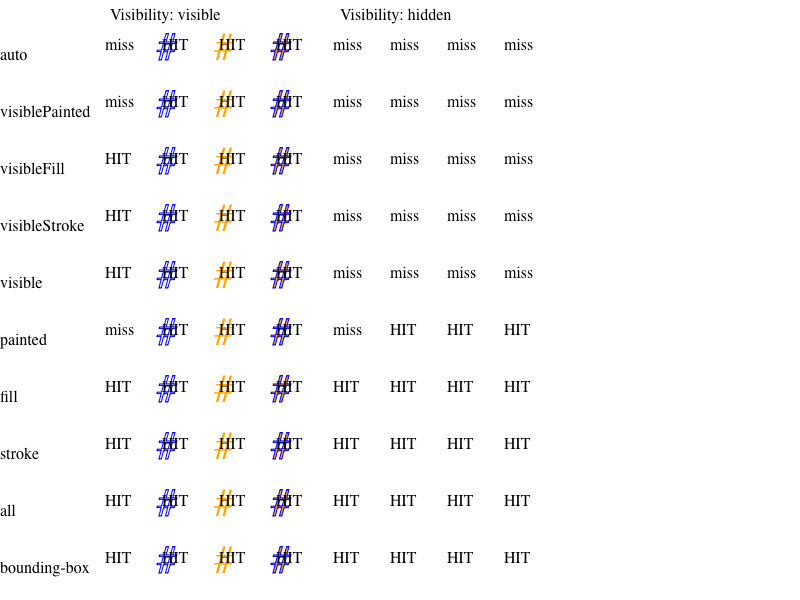 Visibility: visible Visibility: hidden
auto miss # HIT # HIT # HIT miss miss miss miss
visiblePainted miss # HIT # HIT # HIT miss miss miss miss
visibleFill HIT # HIT # HIT # HIT miss miss miss miss
visibleStroke HIT # HIT # HIT # HIT miss miss miss miss
visible HIT # HIT # HIT # HIT miss miss miss miss
painted miss # HIT # HIT # HIT miss HIT HIT HIT
fill HIT # HIT # HIT # HIT HIT HIT HIT HIT
stroke HIT # HIT # HIT # HIT HIT HIT HIT HIT
all HIT # HIT # HIT # HIT HIT HIT HIT HIT
bounding-box HIT # HIT # HIT # HIT HIT HIT HIT HIT